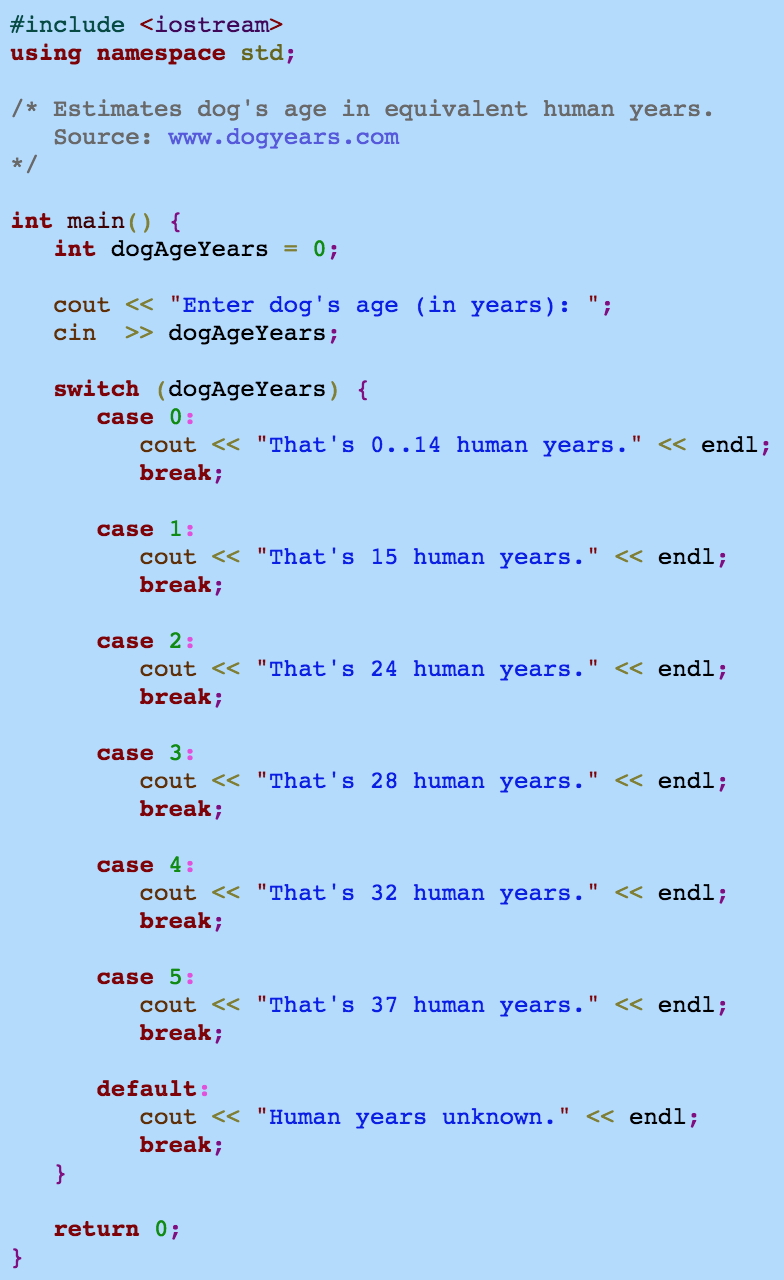 #include <iostream>
using namespace std;

/* Estimates dog's age in equivalent human years.
   Source: www.dogyears.com
*/

int main() {
   int dogAgeYears = 0;

   cout << "Enter dog's age (in years): ";
   cin  >> dogAgeYears;

   switch (dogAgeYears) {
      case 0:
         cout << "That's 0..14 human years." << endl;
         break;

      case 1:
         cout << "That's 15 human years." << endl;
         break;

      case 2:
         cout << "That's 24 human years." << endl;
         break;

      case 3:
         cout << "That's 28 human years." << endl;
         break;

      case 4:
         cout << "That's 32 human years." << endl;
         break;

      case 5:
         cout << "That's 37 human years." << endl;
         break;

      default:
         cout << "Human years unknown." << endl;
         break;
   }

   return 0;
}